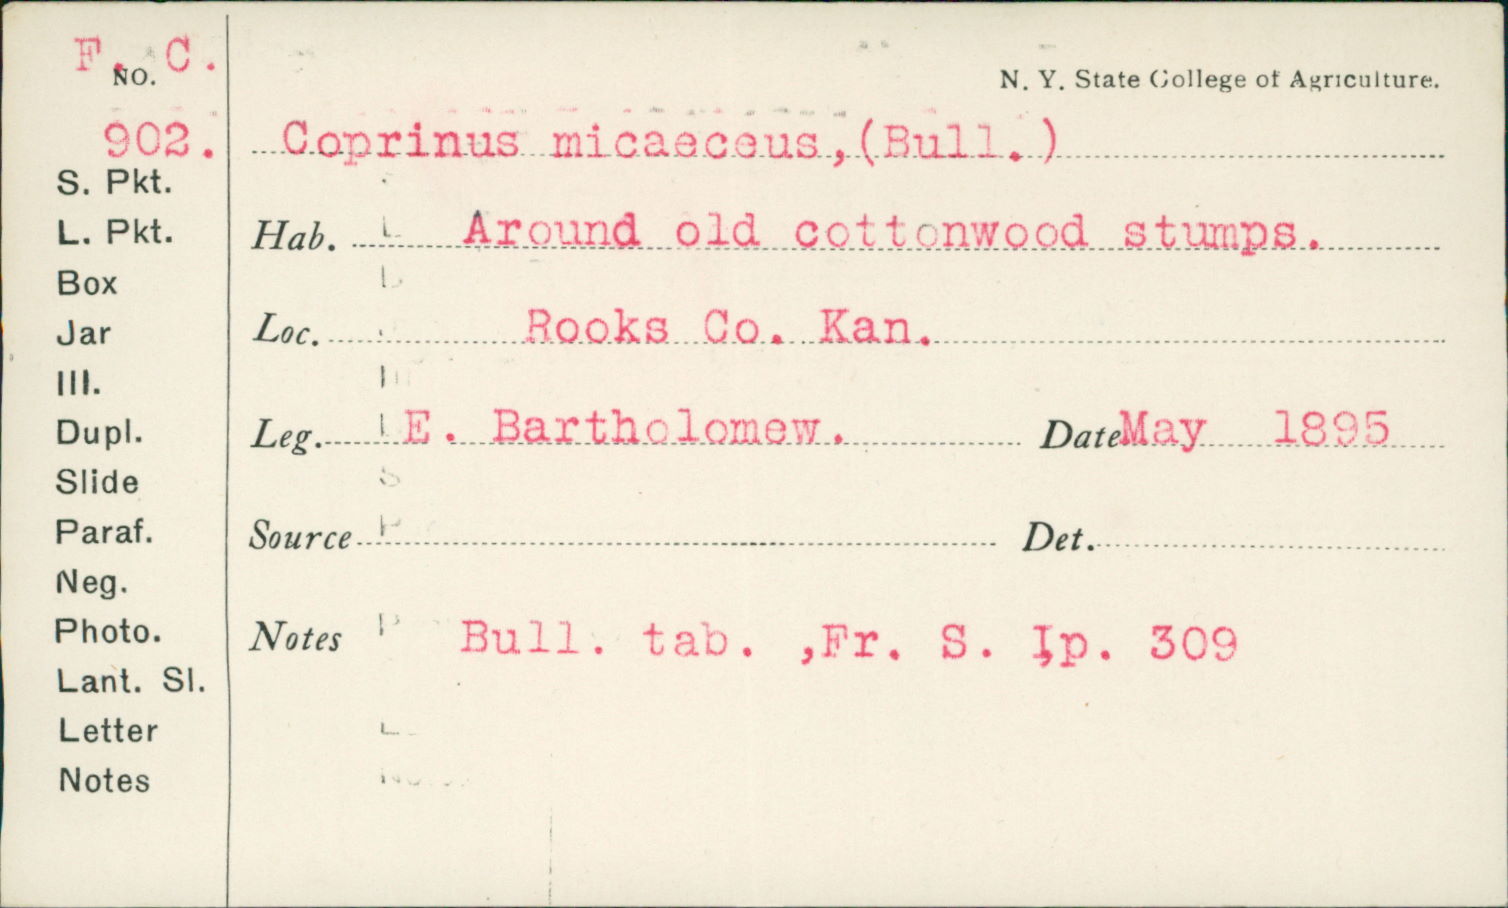 F. C.
NO.
N. Y. State College of Agriculture.
902.
Coprinus micaeceus,(Bull.)
S. Pkt.
L. Pkt.
Hab. Around old cottonwood stumps.
Box
Jar
Loc. Rooks Co. Kan.
Ill.
Dupl.
Leg. E. Bartholomew. Date May 1895
Slide
Paraf.
Source Det.
Neg.
Photo.
Notes Bull. tab. ,Fr. S. I,p. 309
Lant. Sl.
Letter
Notes